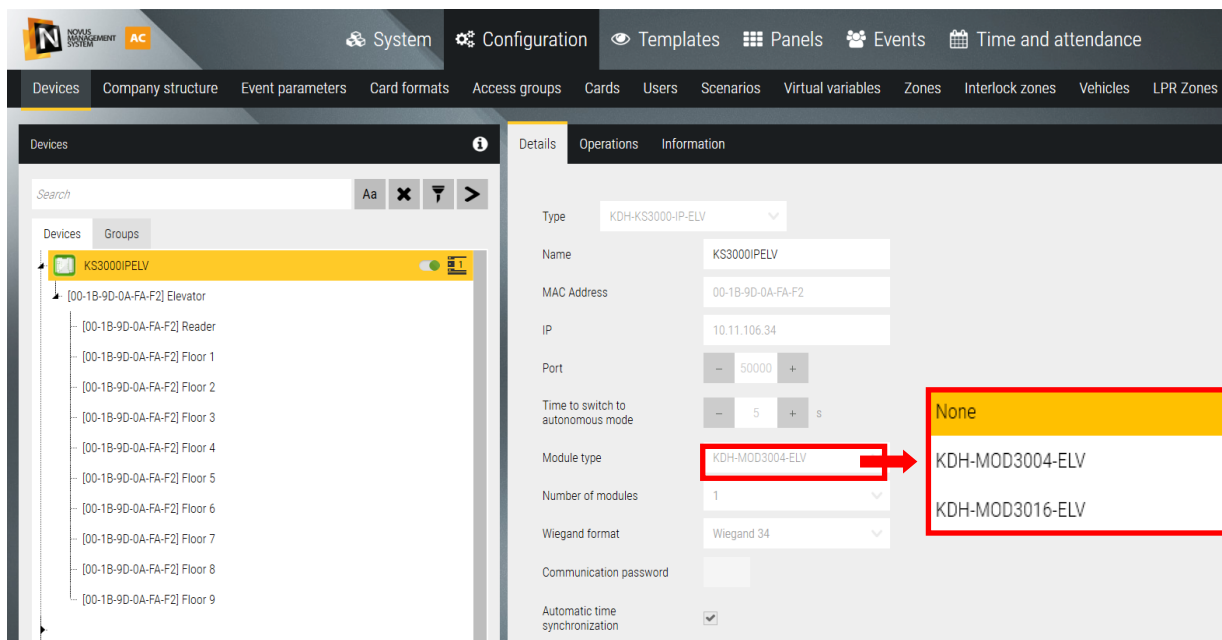 NOVUS
MANAGEMENT
SYSTEM
N
AC
System
Configuration
Templates
Panels
Events
Time and attendance
Devices
Company structure
Event parameters
Card formats
Access groups
Cards
Users
Scenarios
Virtual variables
Zones
Interlock zones
Vehicles
LPR Zones
Devices
i
Search
Aa
Devices
Groups
KS3000IPELV
1
[00-1B-9D-0A-FA-F2] Elevator
[00-1B-9D-0A-FA-F2] Reader
[00-1B-9D-0A-FA-F2] Floor 1
[00-1B-9D-0A-FA-F2] Floor 2
[00-1B-9D-0A-FA-F2] Floor 3
[00-1B-9D-0A-FA-F2] Floor 4
[00-1B-9D-0A-FA-F2] Floor 5
[00-1B-9D-0A-FA-F2] Floor 6
[00-1B-9D-0A-FA-F2] Floor 7
[00-1B-9D-0A-FA-F2] Floor 8
[00-1B-9D-0A-FA-F2] Floor 9
Details
Operations
Information
Type
KDH-KS3000-IP-ELV
Name
KS3000IPELV
MAC Address
00-1B-9D-0A-FA-F2
IP
10.11.106.34
Port
- 50000 +
Time to switch to
autonomous mode
- 5 + s
Module type
KDH-MOD3004-ELV
Number of modules
1
Wiegand format
Wiegand 34
Communication password
Automatic time
synchronization
None
KDH-MOD3004-ELV
KDH-MOD3016-ELV